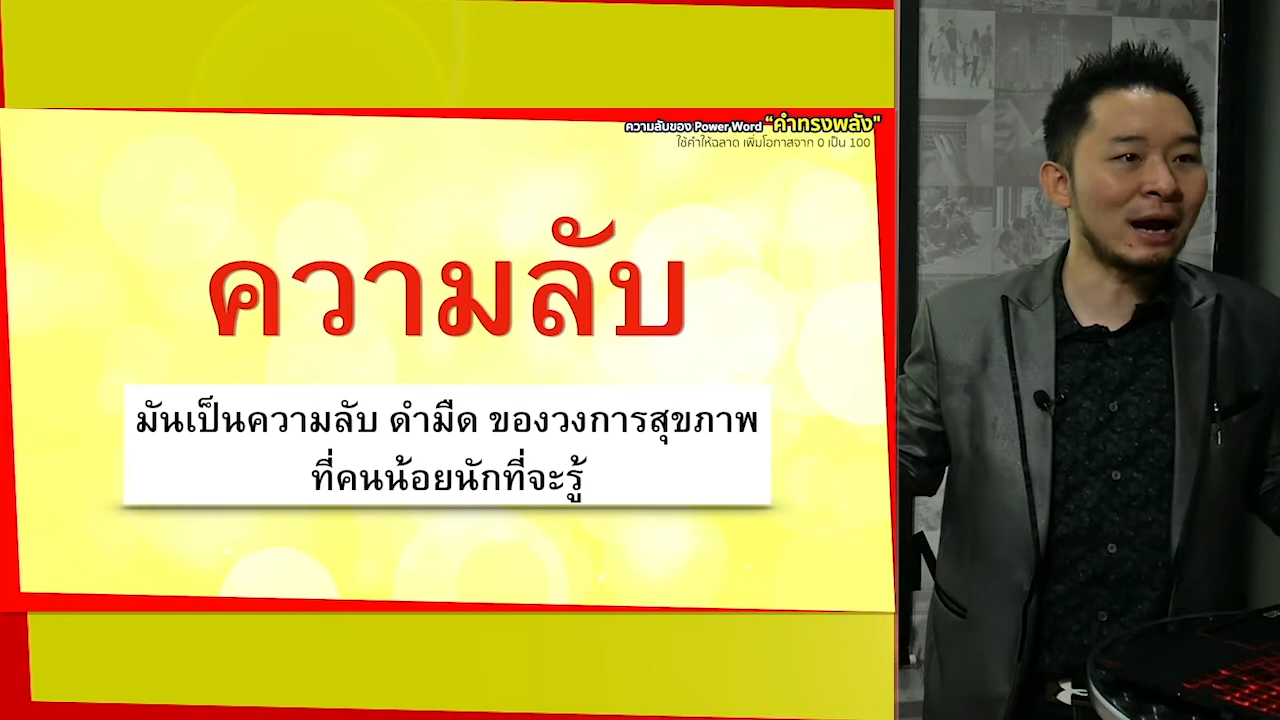 ความลับของ Power Word “คำทรงพลัง"
ใช้คำให้ฉลาด เพิ่มโอกาสจาก 0 เป็น 100
ความลับ
มันเป็นความลับ ดำมืด ของวงการสุขภาพ
ที่คนน้อยนักที่จะรู้